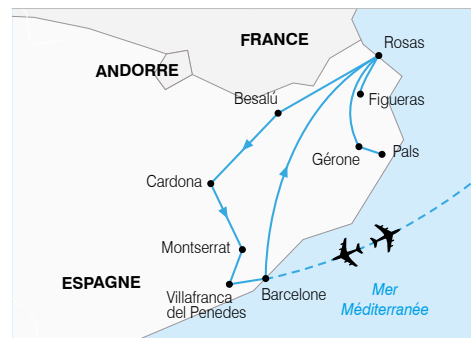 FRANCE
Rosas
ANDORRE
Besalú
Figueras
Gérone
Pals
Cardona
Montserrat
ESPAGNE
Villafranca
del Penedes
Barcelone
Mer
Méditerranée